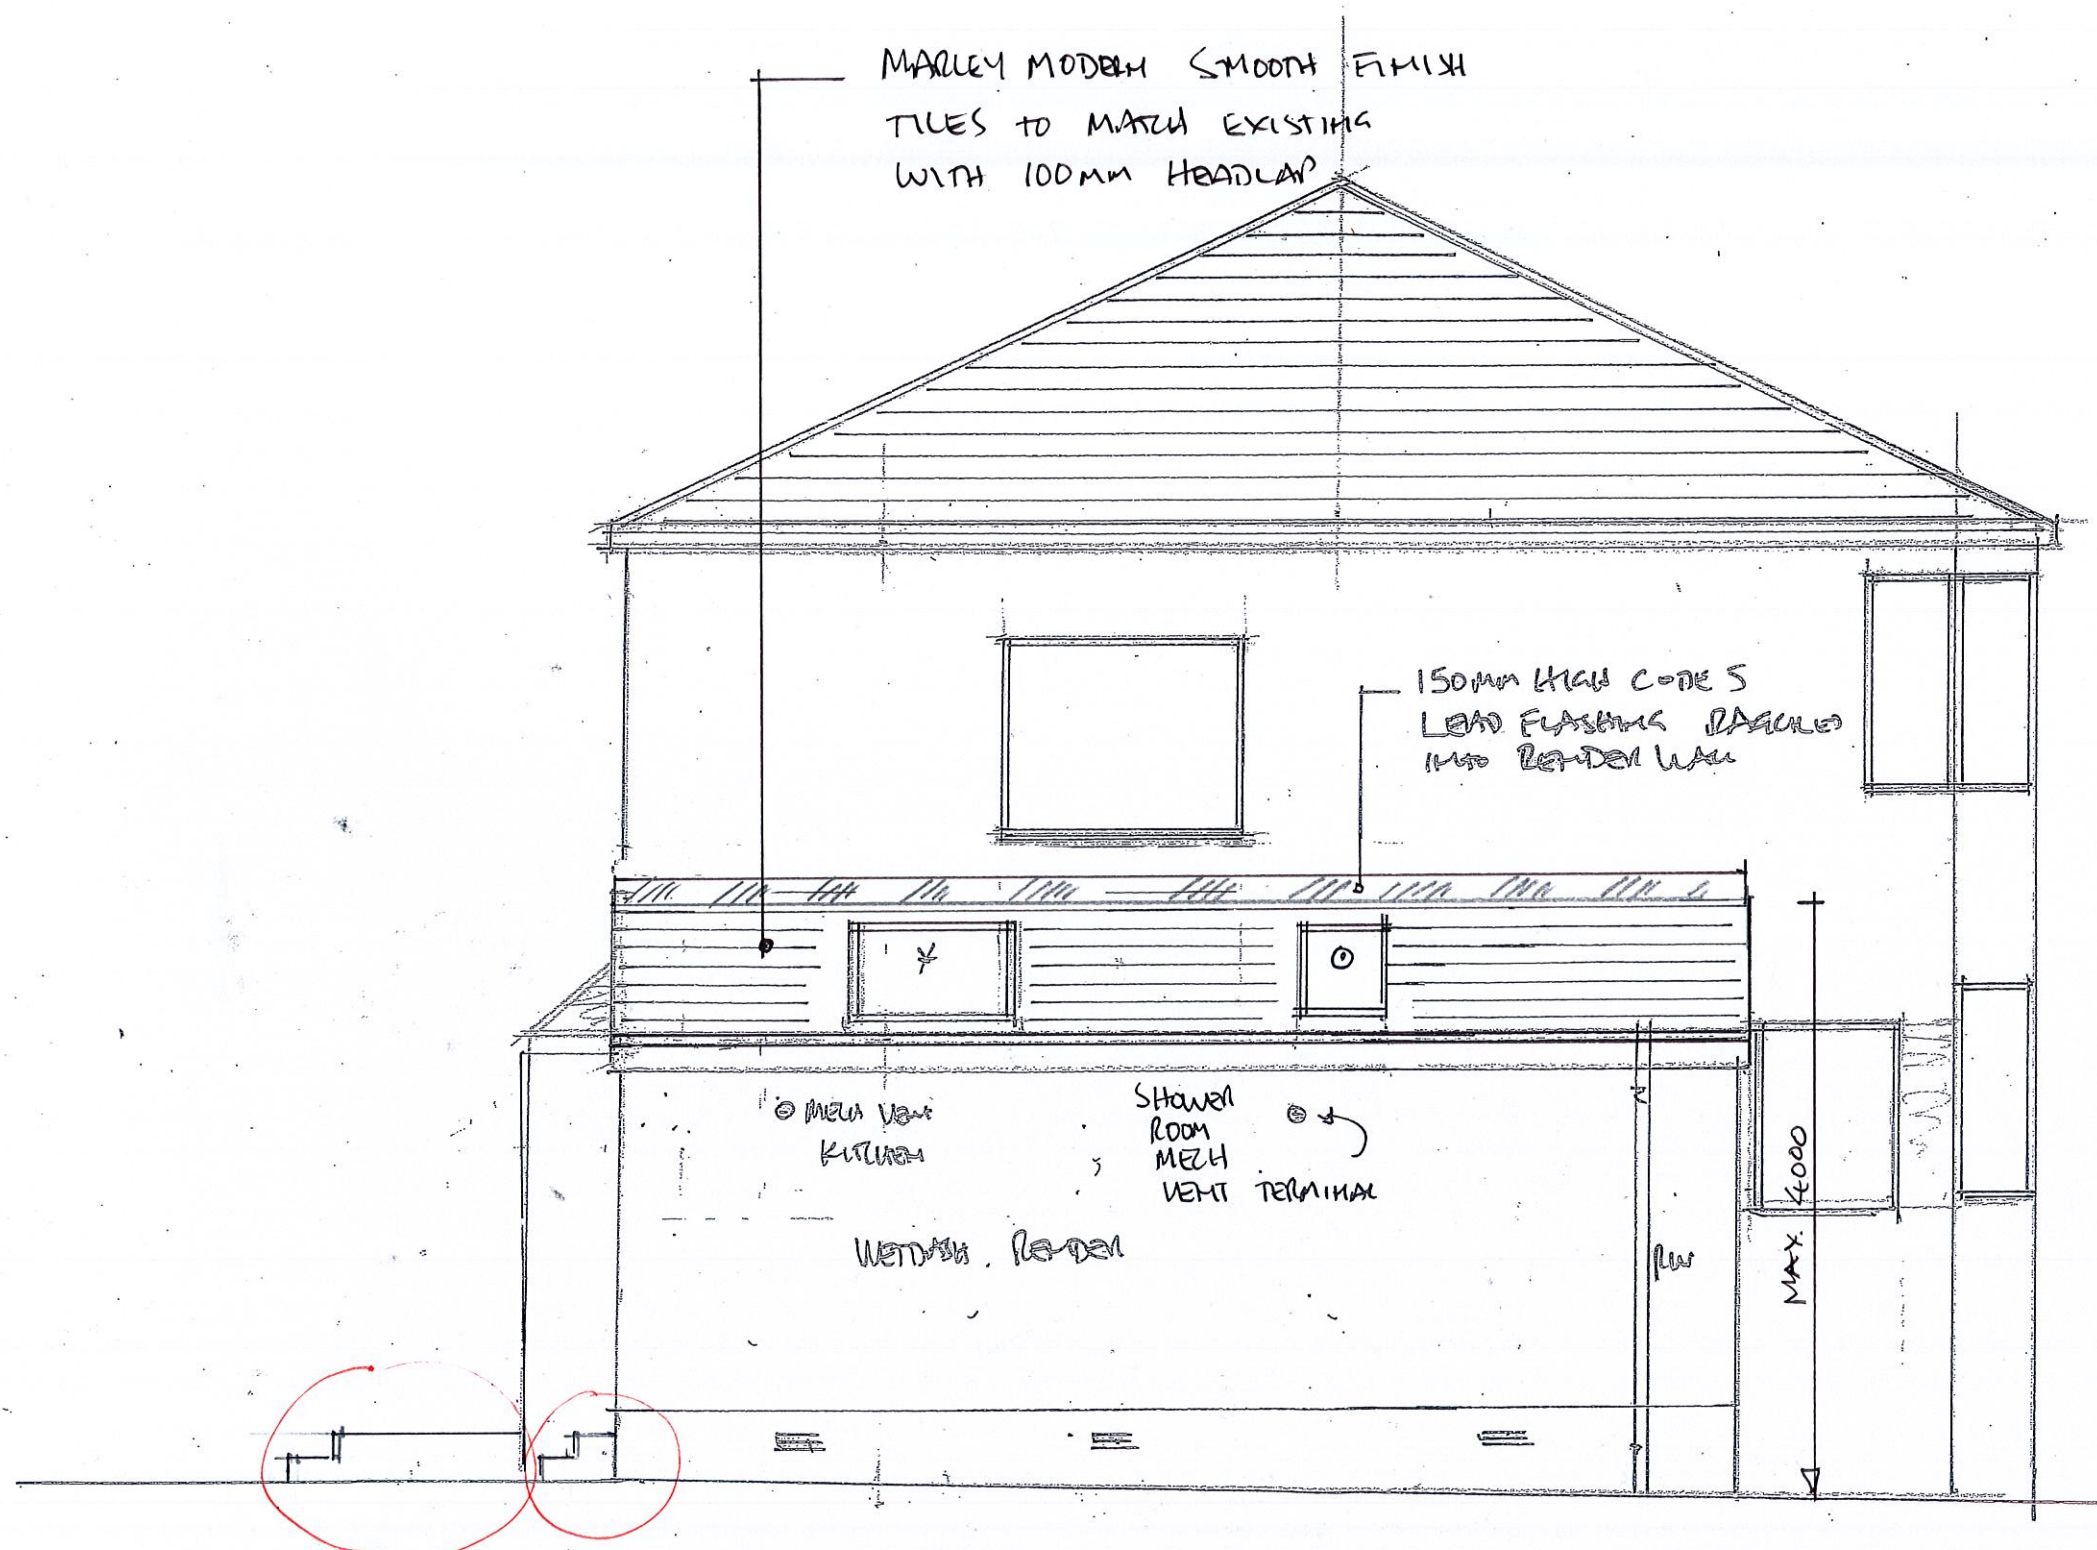 MARLEY MODERN SMOOTH FINISH
TILES TO MATCH EXISTING
WITH 100MM HEADLAP
150MM HIGH CODE 5
LEAD FLASHING RAGGLED
INTO RENDER WALL
MECH VENT
KITCHEN
SHOWER
ROOM
MECH
VENT TERMINAL
WETDASH. RENDER
RW
MAX. 4000